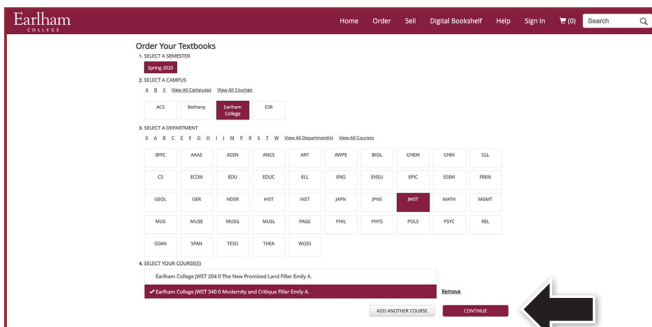 Earlham
COLLEGE
Home Order Sell Digital Bookshelf Help Sign In (0) Search
Order Your Textbooks
1. SELECT A SEMESTER
Spring 2020
2. SELECT A CAMPUS
A B E View All Campuses View All Courses
ACS Bethany Earlham College ESR
3. SELECT A DEPARTMENT
0 A B C E F G H I J M P R S T W View All Department(s) View All Courses
0FFC AAAS ACEN ANCS ART AWPE BIOL CHEM CHIN CLL
CS ECON EDU EDUC ELL ENG ENSU EPIC ESEM FREN
GEOL GER HDSR HIST INST JAPN JPNS JWST MATH MGMT
MUS MUSE MUSG MUSL PAGS PHIL PHYS POLS PSYC REL
SOAN SPAN TESO THEA WGSS
4. SELECT YOUR COURSE(S)
Earlham College JWST 204 0 The New Promised Land Filler Emily A.
✓ Earlham College JWST 340 0 Modernity and Critique Filler Emily A. Remove
ADD ANOTHER COURSE CONTINUE